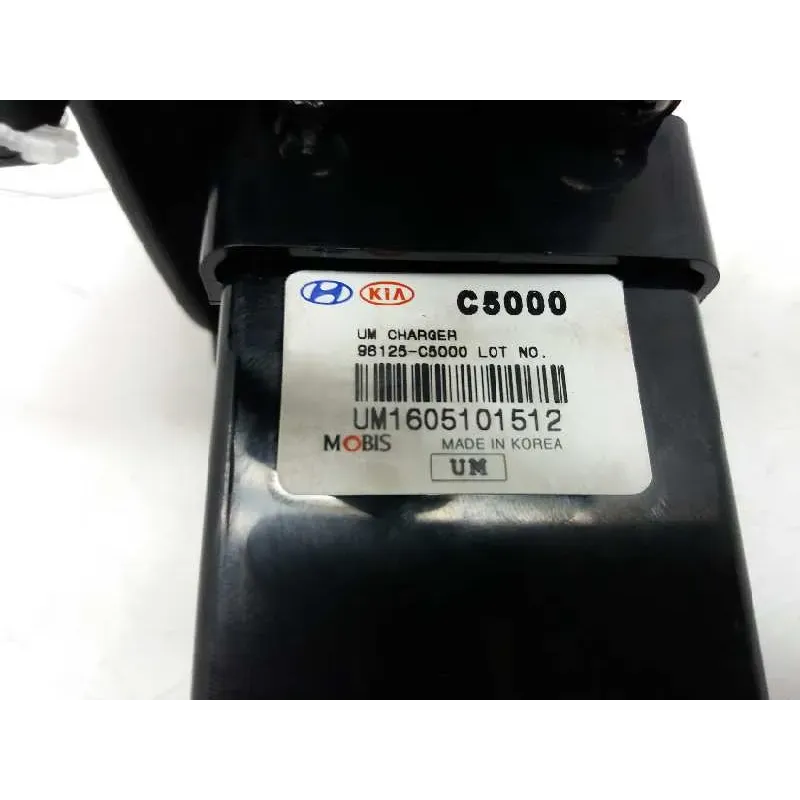 KIA C5000
UM CHARGER
96125-C5000 LOT NO.
UM1605101512
MOBIS MADE IN KOREA
UM